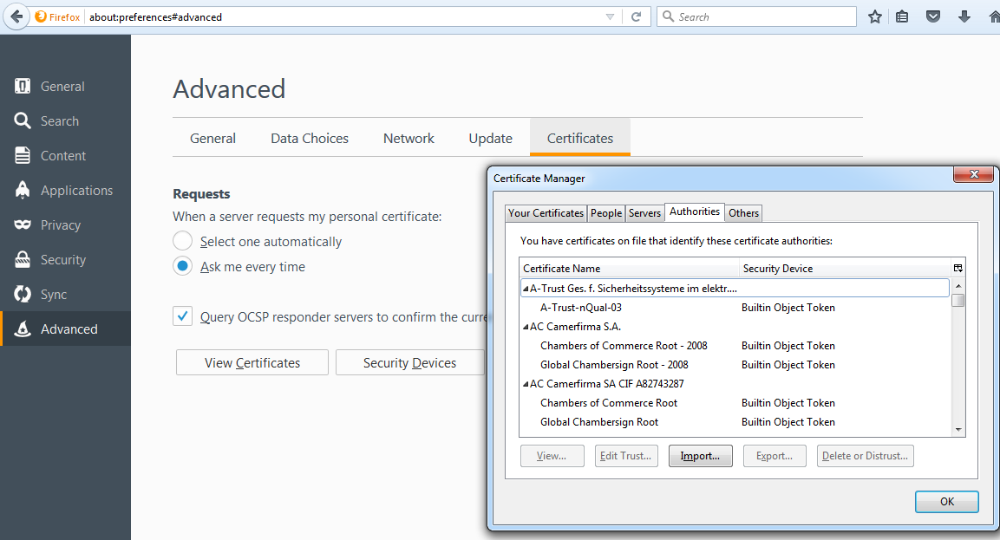 Firefox about:preferences#advanced Search
General
Search
Content
Applications
Privacy
Security
Sync
Advanced
Advanced
General Data Choices Network Update Certificates
Requests
When a server requests my personal certificate:
Select one automatically
Ask me every time
Query OCSP responder servers to confirm the curre
View Certificates Security Devices
Certificate Manager
Your Certificates People Servers Authorities Others
You have certificates on file that identify these certificate authorities:
Certificate Name Security Device
A-Trust Ges. f. Sicherheitssysteme im elektr....
A-Trust-nQual-03 Builtin Object Token
AC Camerfirma S.A.
Chambers of Commerce Root - 2008 Builtin Object Token
Global Chambersign Root - 2008 Builtin Object Token
AC Camerfirma SA CIF A82743287
Chambers of Commerce Root Builtin Object Token
Global Chambersign Root Builtin Object Token
View... Edit Trust... Import... Export... Delete or Distrust...
OK